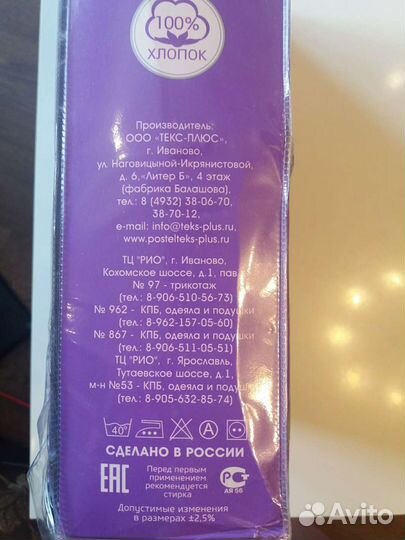 100%
ХЛОПОК
Производитель:
ООО «ТЕКС-ПЛЮС»,
г. Иваново,
ул. Наговицыной-Икрянистовой,
д. 6,«Литер Б», 4 этаж
(фабрика Балашова),
тел.: 8 (4932) 38-06-70,
38-70-12,
e-mail: info@teks-plus.ru,
www.postelteks-plus.ru
ТЦ "РИО", г. Иваново,
Кохомское шоссе, д.1, пав.
№ 97 - трикотаж
(тел.: 8-906-510-56-73)
№ 962 - КПБ, одеяла и подушки
(тел.: 8-962-157-05-60)
№ 867 - КПБ, одеяла и подушки
(тел.: 8-906-511-05-51)
ТЦ "РИО", г. Ярославль,
Тутаевское шоссе, д.1,
м-н №53 - КПБ, одеяла и подушки
(тел.: 8-905-632-85-74)
40° A
СДЕЛАНО В РОССИИ
EAC
Перед первым
применением
рекомендуется
стирка
РСТ
АЯ 56
Допустимые изменения
в размерах ±2,5%
Avito